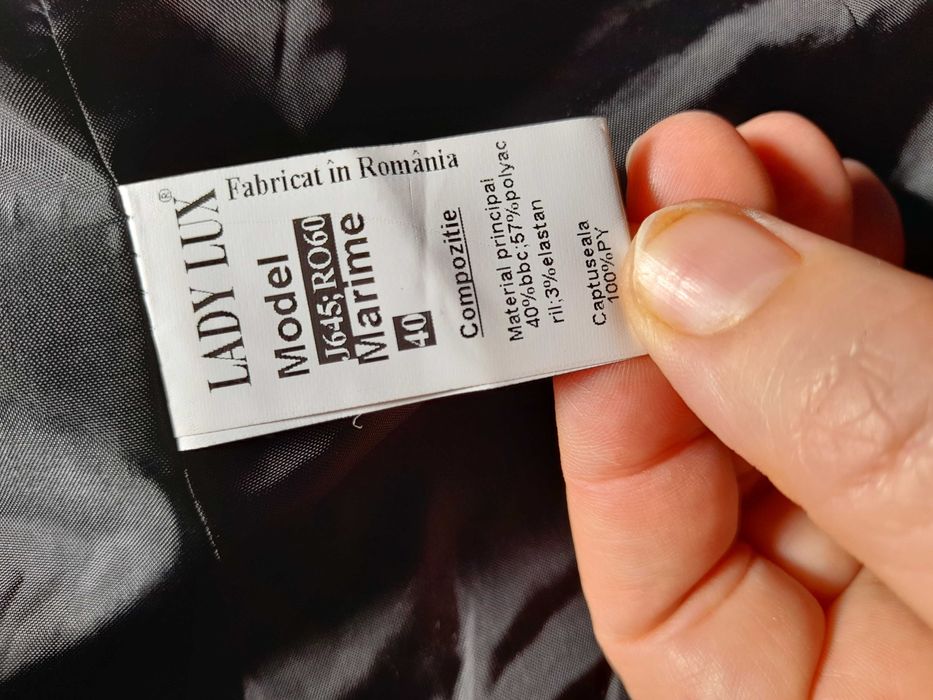 LADY LUX ®
Fabricat în România
Model
J645; RO60
Marime
40
Compozitie
Material principal
40%bbc;57%polyac
ril;3%elastan
Captuseala
100%PY